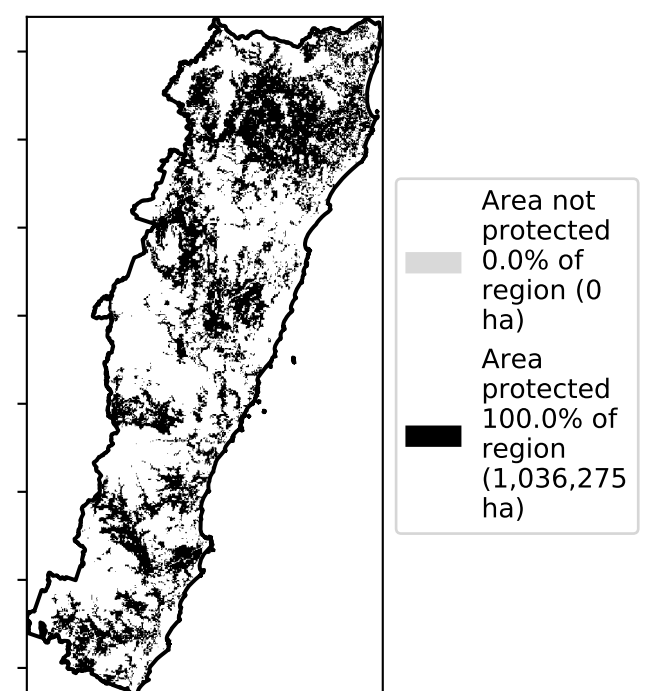 Area not
protected
0.0% of
region (0
ha)
Area
protected
100.0% of
region
(1,036,275
ha)